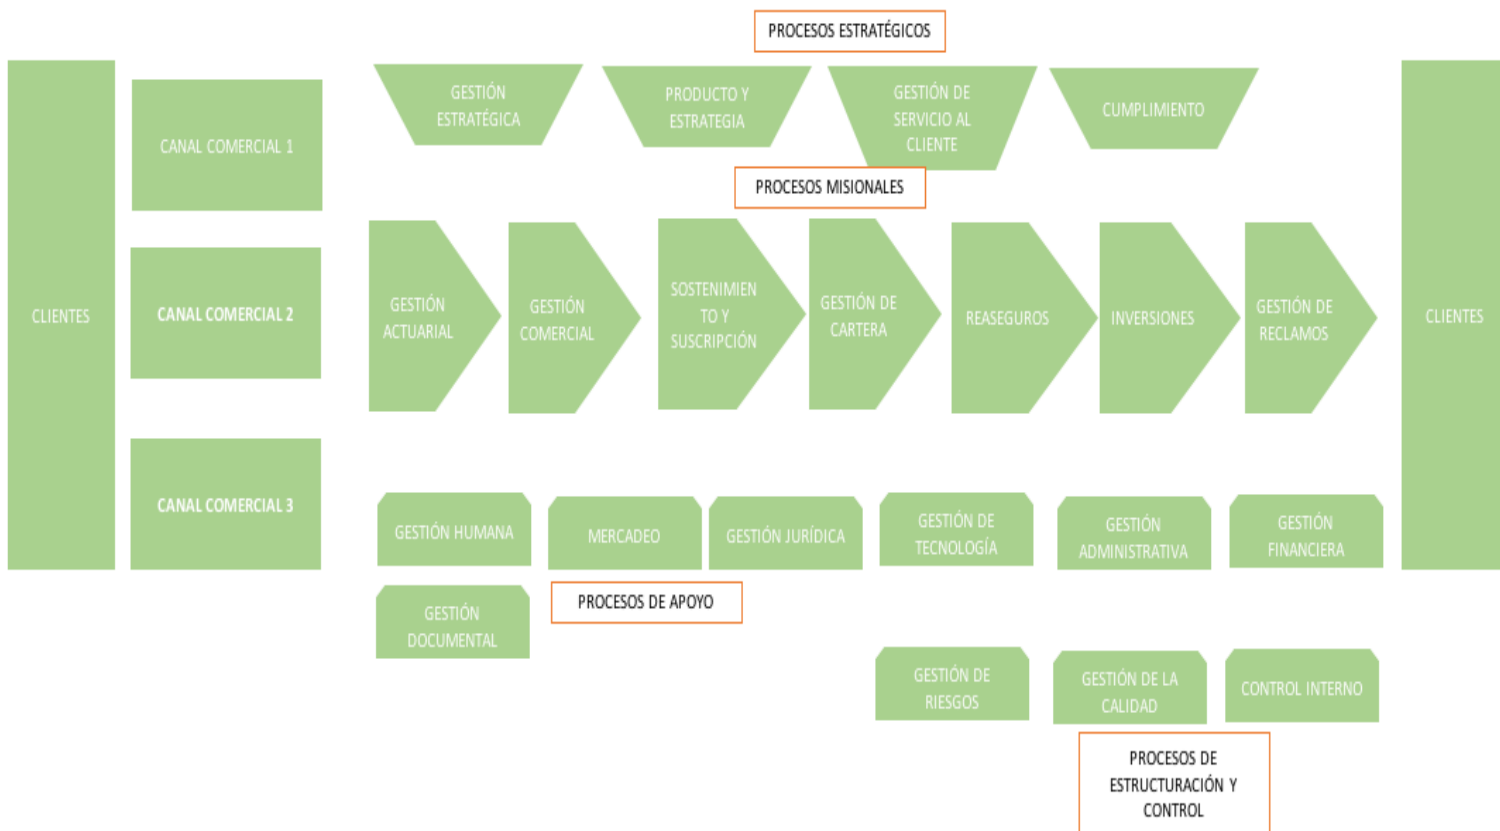 PROCESOS ESTRATÉGICOS
GESTIÓN
ESTRATÉGICA
PRODUCTO Y
ESTRATEGIA
GESTIÓN DE
SERVICIO AL
CLIENTE
CUMPLIMIENTO
CANAL COMERCIAL 1
PROCESOS MISIONALES
CLIENTES
CANAL COMERCIAL 2
GESTIÓN
ACTUARIAL
GESTIÓN
COMERCIAL
SOSTENIMIEN
TO Y
SUSCRIPCIÓN
GESTIÓN DE
CARTERA
REASEGUROS
INVERSIONES
GESTIÓN DE
RECLAMOS
CLIENTES
CANAL COMERCIAL 3
GESTIÓN HUMANA
MERCADEO
GESTIÓN JURÍDICA
GESTIÓN DE
TECNOLOGÍA
GESTIÓN
ADMINISTRATIVA
GESTIÓN
FINANCIERA
GESTIÓN
DOCUMENTAL
PROCESOS DE APOYO
GESTIÓN DE
RIESGOS
GESTIÓN DE LA
CALIDAD
CONTROL INTERNO
PROCESOS DE
ESTRUCTURACIÓN Y
CONTROL